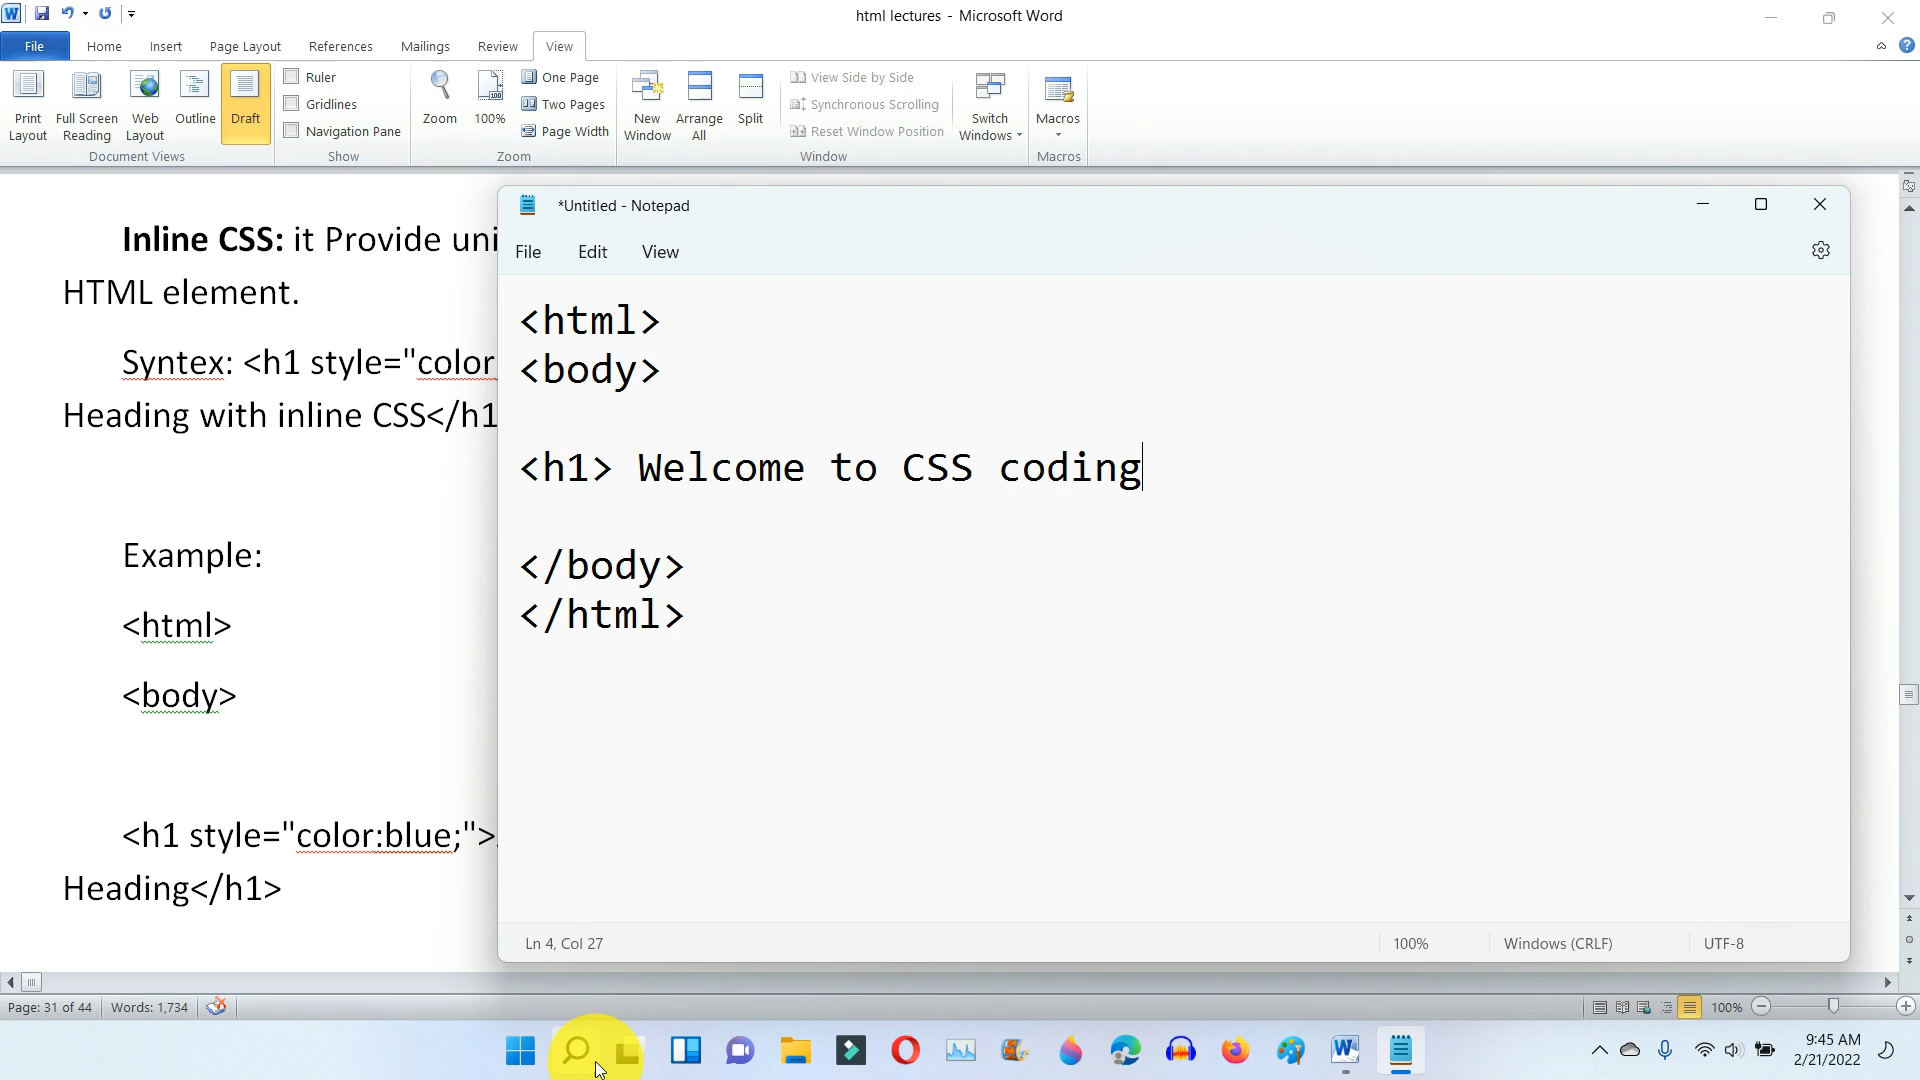 html lectures - Microsoft Word
File Home Insert Page Layout References Mailings Review View
Print Layout
Full Screen Reading
Web Layout
Outline
Draft
Document Views
Ruler
Gridlines
Navigation Pane
Show
Zoom
100%
One Page
Two Pages
Page Width
Zoom
New Window
Arrange All
Split
View Side by Side
Synchronous Scrolling
Reset Window Position
Window
Switch Windows
Macros
Macros
Inline CSS: it Provide uni
HTML element.
Syntex: <h1 style="color
Heading with inline CSS</h1
Example:
<html>
<body>
<h1 style="color:blue;">
Heading</h1>
*Untitled - Notepad
File Edit View
<html>
<body>
<h1> Welcome to CSS coding
</body>
</html>
Ln 4, Col 27 100% Windows (CRLF) UTF-8
Page: 31 of 44 Words: 1,734 100%
9:45 AM
2/21/2022